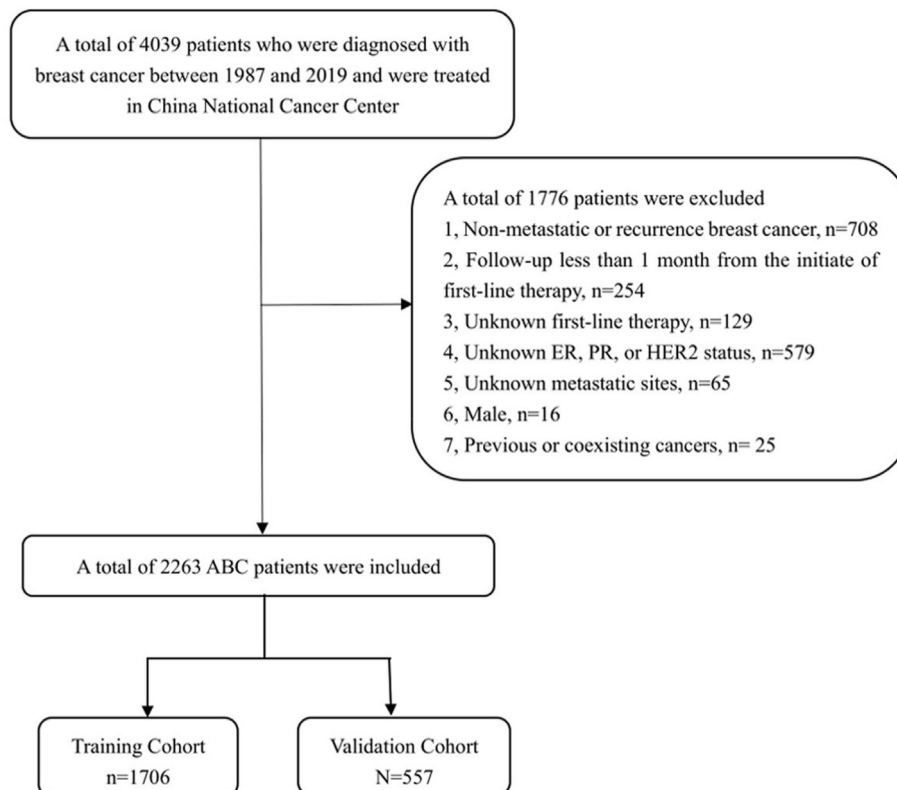 A total of 4039 patients who were diagnosed with
breast cancer between 1987 and 2019 and were treated
in China National Cancer Center
A total of 1776 patients were excluded
1, Non-metastatic or recurrence breast cancer, n=708
2, Follow-up less than 1 month from the initiate of
first-line therapy, n=254
3, Unknown first-line therapy, n=129
4, Unknown ER, PR, or HER2 status, n=579
5, Unknown metastatic sites, n=65
6, Male, n=16
7, Previous or coexisting cancers, n= 25
A total of 2263 ABC patients were included
Training Cohort
n=1706
Validation Cohort
N=557